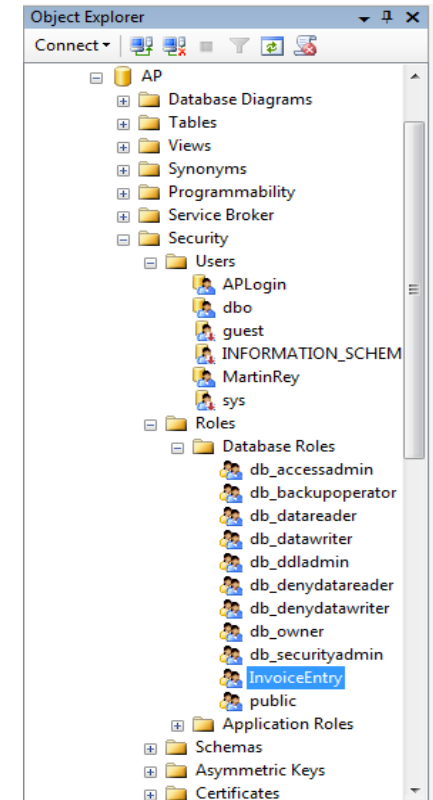 Object Explorer
Connect
AP
Database Diagrams
Tables
Views
Synonyms
Programmability
Service Broker
Security
Users
APLogin
dbo
guest
INFORMATION_SCHEM
MartinRey
sys
Roles
Database Roles
db_accessadmin
db_backupoperator
db_datareader
db_datawriter
db_ddladmin
db_denydatareader
db_denydatawriter
db_owner
db_securityadmin
InvoiceEntry
public
Application Roles
Schemas
Asymmetric Keys
Certificates